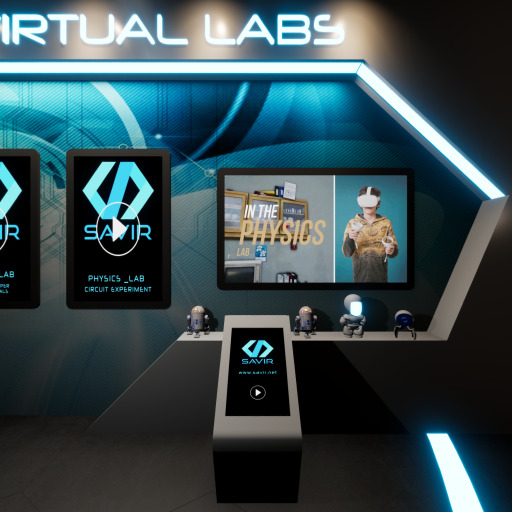 VIRTUAL LABS
SAVIR
PHYSICS _LAB
CIRCUIT EXPERIMENT
IN THE
PHYSICS
LAB
SAVIR
www.savir.net